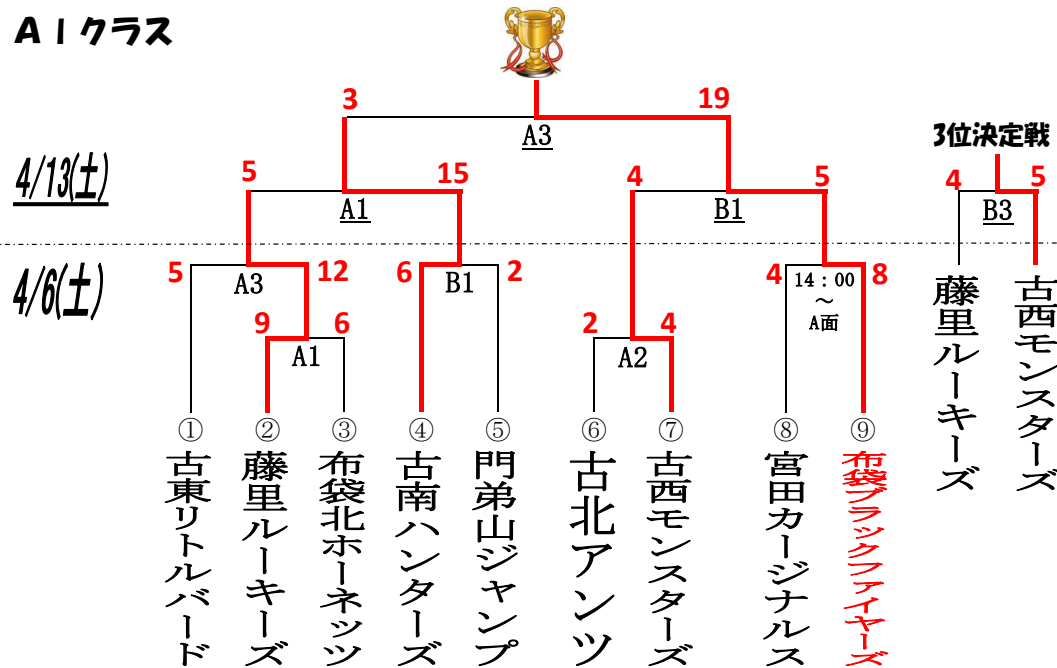 A1クラス
3
19
A3
3位決定戦
4/13(土)
5
15
4
5
4
5
A1
B1
B3
4/6(土)
5
12
6
2
4
8
A3
B1
14：00
～
A面
9
6
2
4
A1
A2
①
②
③
④
⑤
⑥
⑦
⑧
⑨
古東リトルバード
藤里ルーキーズ
布袋北ホーネッツ
古南ハンターズ
門弟山ジャンプ
古北アンツ
古西モンスターズ
宮田カージナルス
布袋ブラックファイヤーズ
藤里ルーキーズ
古西モンスターズ